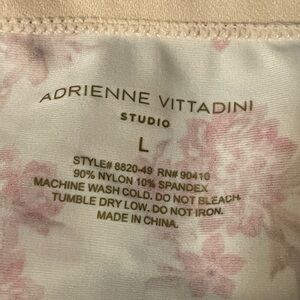 ADRIENNE VITTADINI
STUDIO
L
STYLE# 8820-49 RN# 90410
90% NYLON 10% SPANDEX
MACHINE WASH COLD. DO NOT BLEACH.
TUMBLE DRY LOW. DO NOT IRON.
MADE IN CHINA.